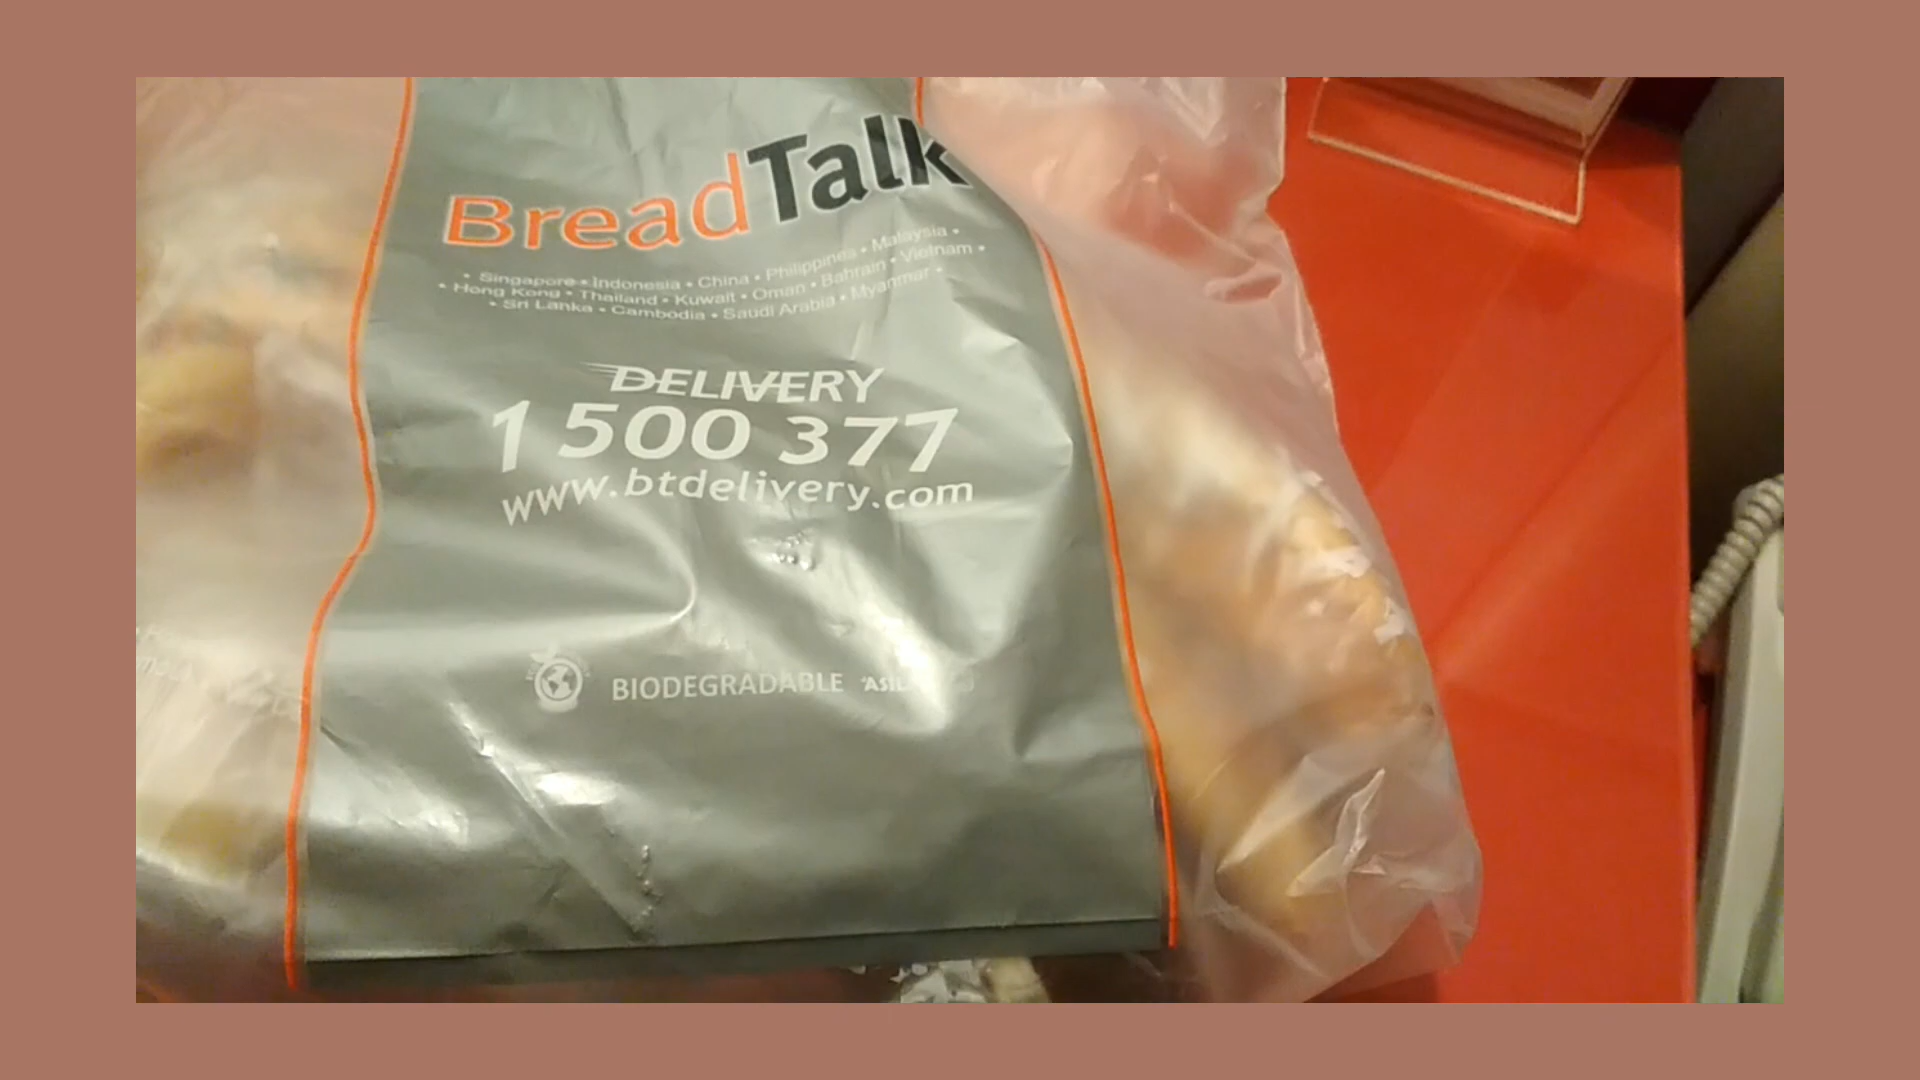 BreadTalk
• Singapore • Indonesia • China • Philippines • Malaysia •
• Hong Kong • Thailand • Kuwait • Oman • Bahrain • Vietnam •
• Sri Lanka • Cambodia • Saudi Arabia • Myanmar •
DELIVERY
1 500 377
www.btdelivery.com
BIODEGRADABLE